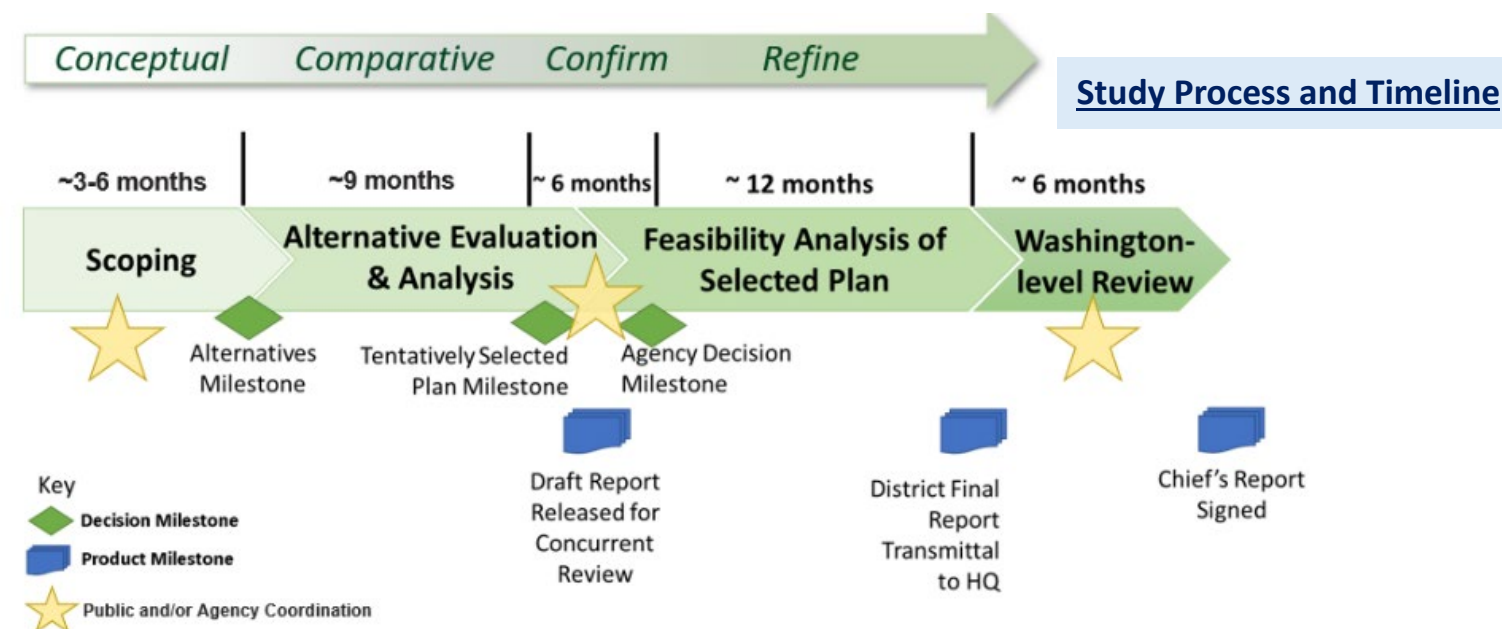 Conceptual Comparative Confirm Refine
Study Process and Timeline
~3-6 months ~9 months ~ 6 months ~ 12 months ~ 6 months
Scoping
Alternative Evaluation
& Analysis
Feasibility Analysis of
Selected Plan
Washington-
level Review
Alternatives
Milestone
Tentatively Selected
Plan Milestone
Agency Decision
Milestone
Draft Report
Released for
Concurrent
Review
District Final
Report
Transmittal
to HQ
Chief's Report
Signed
Key
Decision Milestone
Product Milestone
Public and/or Agency Coordination